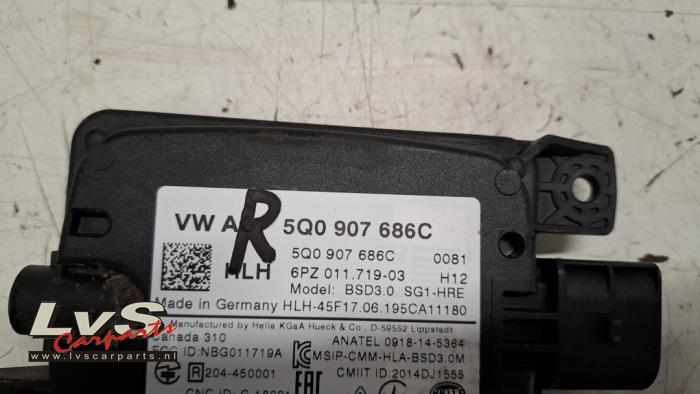 VW AG 5Q0 907 686C
R
5Q0 907 686C 0081
HLH 6PZ 011.719-03 H12
Model: BSD3.0 SG1-HRE
Made in Germany HLH-45F17.06.195CA11180
Manufactured by Hella KGaA Hueck & Co., D-59552 Lippstadt
Canada 310 ANATEL 0918-14-5364
FCC ID:NBG011719A MSIP-CMM-HLA-BSD3.0M
R 204-450001 CMIIT ID: 2014DJ1555
LvS
Carparts
www.lvscarparts.nl